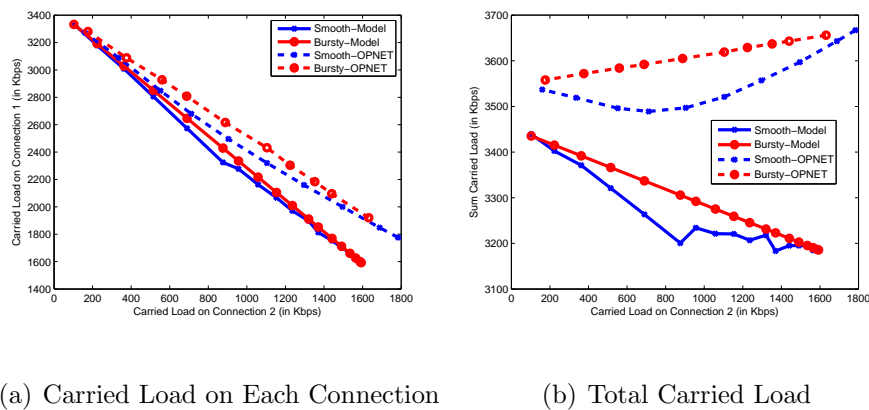 3400
3200
3000
2800
2600
2400
2200
2000
1800
1600
1400
0 200 400 600 800 1000 1200 1400 1600 1800
Carried Load on Connection 1 (in Kbps)
Carried Load on Connection 2 (in Kbps)
Smooth-Model
Bursty-Model
Smooth-OPNET
Bursty-OPNET
3700
3600
3500
3400
3300
3200
3100
0 200 400 600 800 1000 1200 1400 1600 1800
Sum Carried Load (in Kbps)
Carried Load on Connection 2 (in Kbps)
Smooth-Model
Bursty-Model
Smooth-OPNET
Bursty-OPNET
a) Carried Load on Each Connection
(b) Total Carried Load